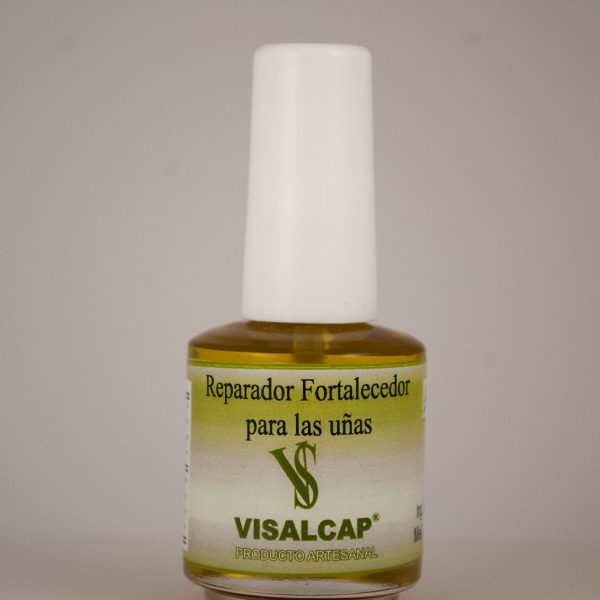 Reparador Fortalecedor
para las uñas
VS
VISALCAP®
PRODUCTO ARTESANAL